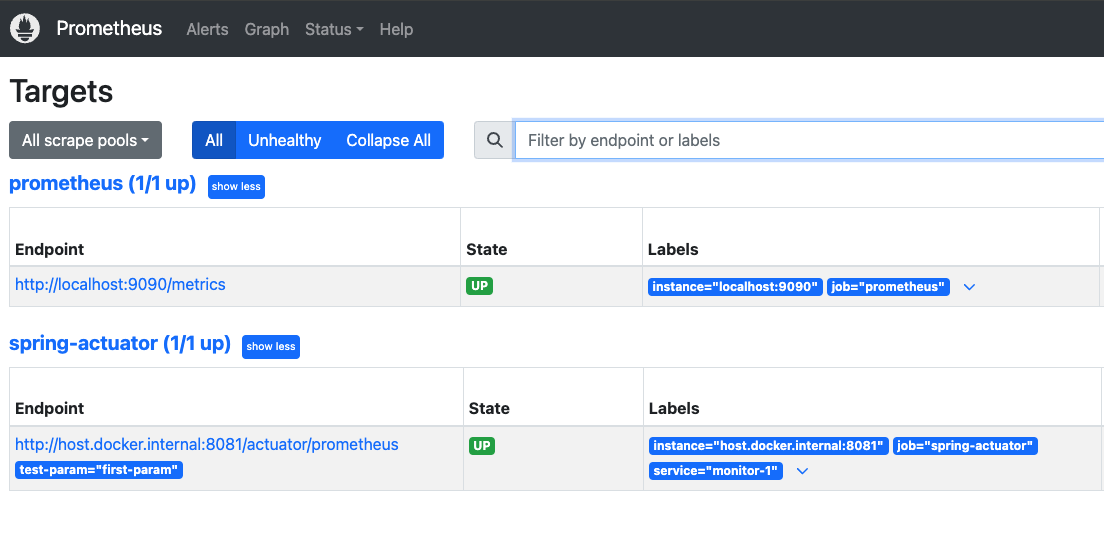 Prometheus Alerts Graph Status Help
Targets
All scrape pools All Unhealthy Collapse All Filter by endpoint or labels
prometheus (1/1 up) show less
Endpoint State Labels
http://localhost:9090/metrics UP instance="localhost:9090" job="prometheus"
spring-actuator (1/1 up) show less
Endpoint State Labels
http://host.docker.internal:8081/actuator/prometheus UP instance="host.docker.internal:8081" job="spring-actuator"
test-param="first-param" service="monitor-1"